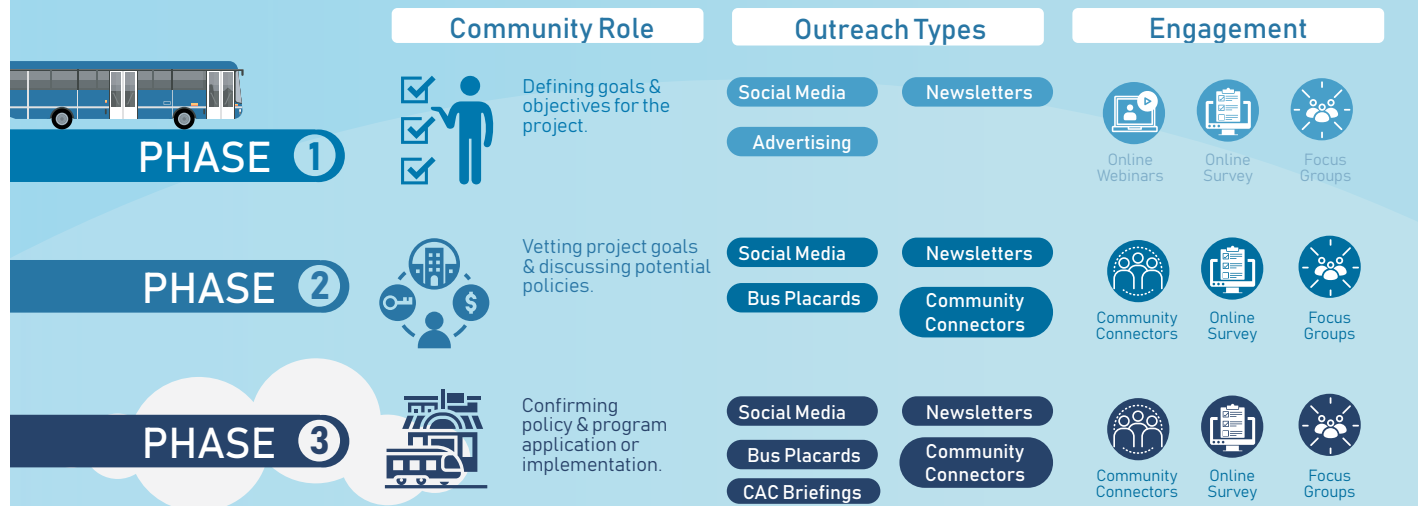 Community Role
Outreach Types
Engagement
PHASE 1
Defining goals &
objectives for the
project.
Social Media
Newsletters
Advertising
Online
Webinars
Online
Survey
Focus
Groups
PHASE 2
Vetting project goals
& discussing potential
policies.
Social Media
Newsletters
Bus Placards
Community
Connectors
Community
Connectors
Online
Survey
Focus
Groups
PHASE 3
Confirming
policy & program
application or
implementation.
Social Media
Newsletters
Bus Placards
Community
Connectors
CAC Briefings
Community
Connectors
Online
Survey
Focus
Groups